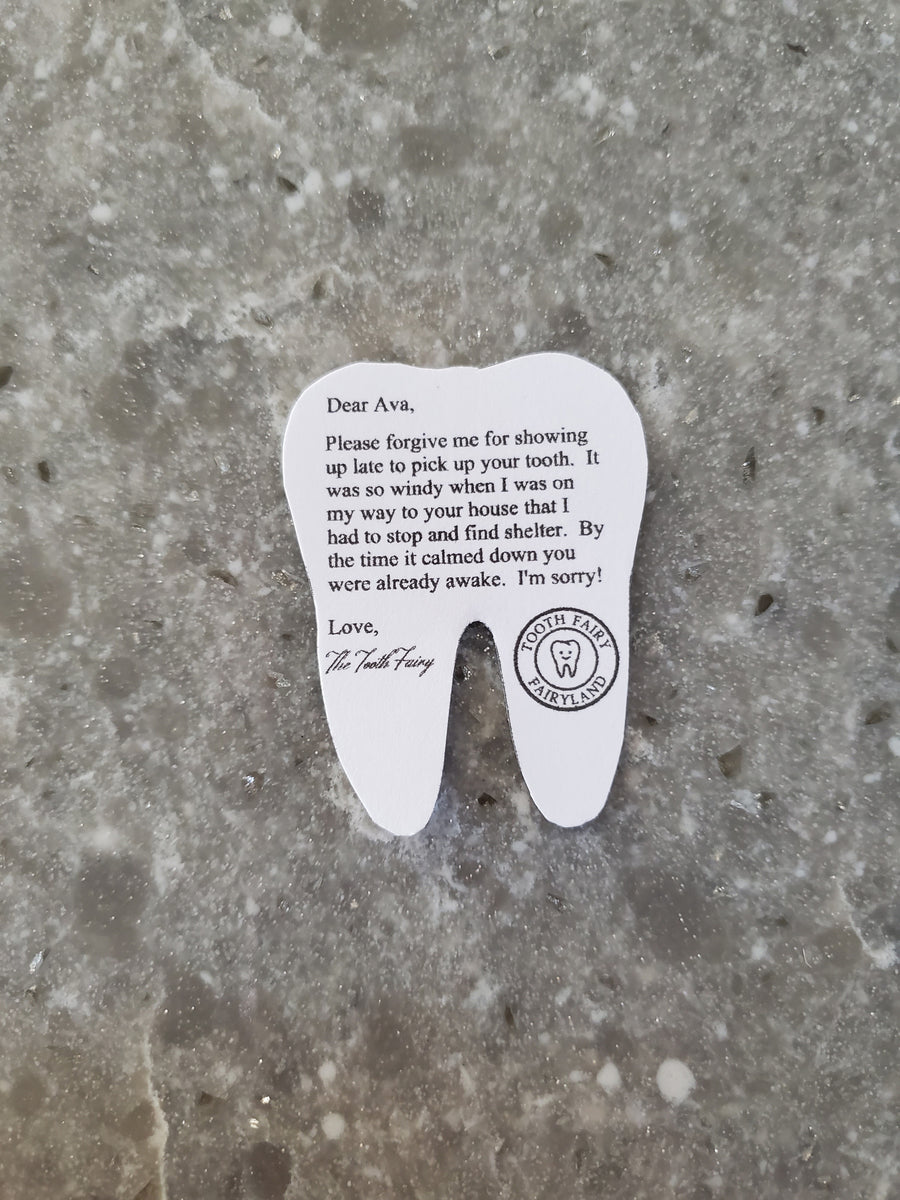 Dear Ava,
Please forgive me for showing
up late to pick up your tooth.  It
was so windy when I was on
my way to your house that I
had to stop and find shelter.  By
the time it calmed down you
were already awake.  I'm sorry!
Love,
The Tooth Fairy
TOOTH FAIRY
FAIRYLAND